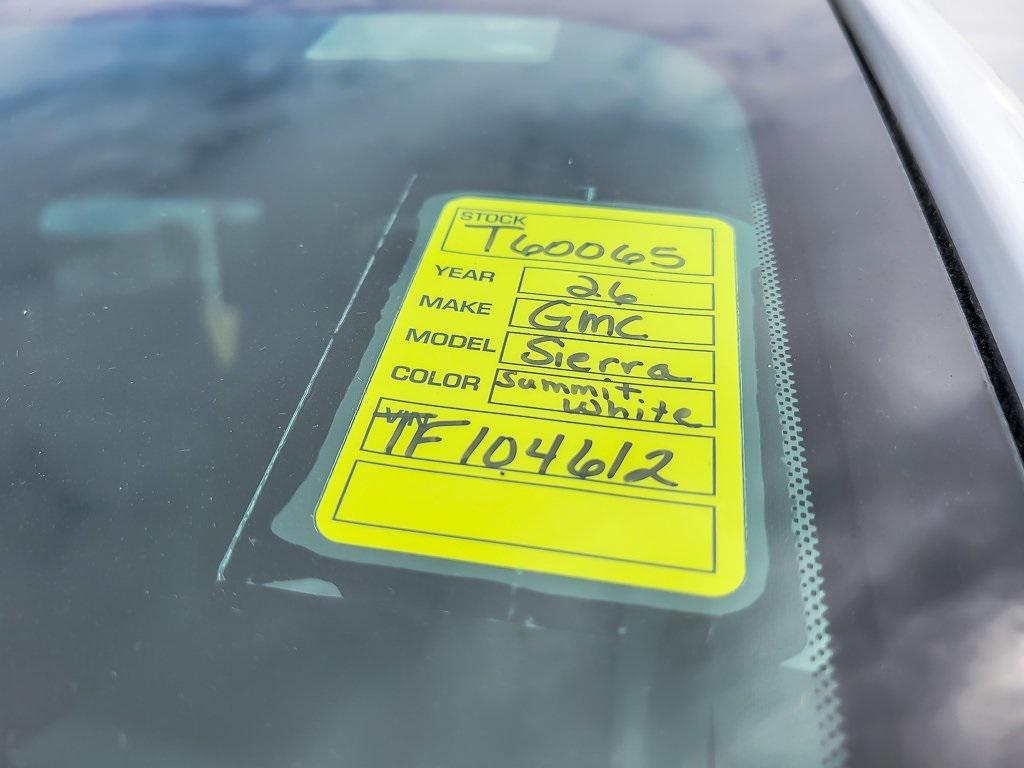 STOCK
T60065
YEAR 26
MAKE GMC
MODEL Sierra
COLOR Summit
White
VIN
TF104612